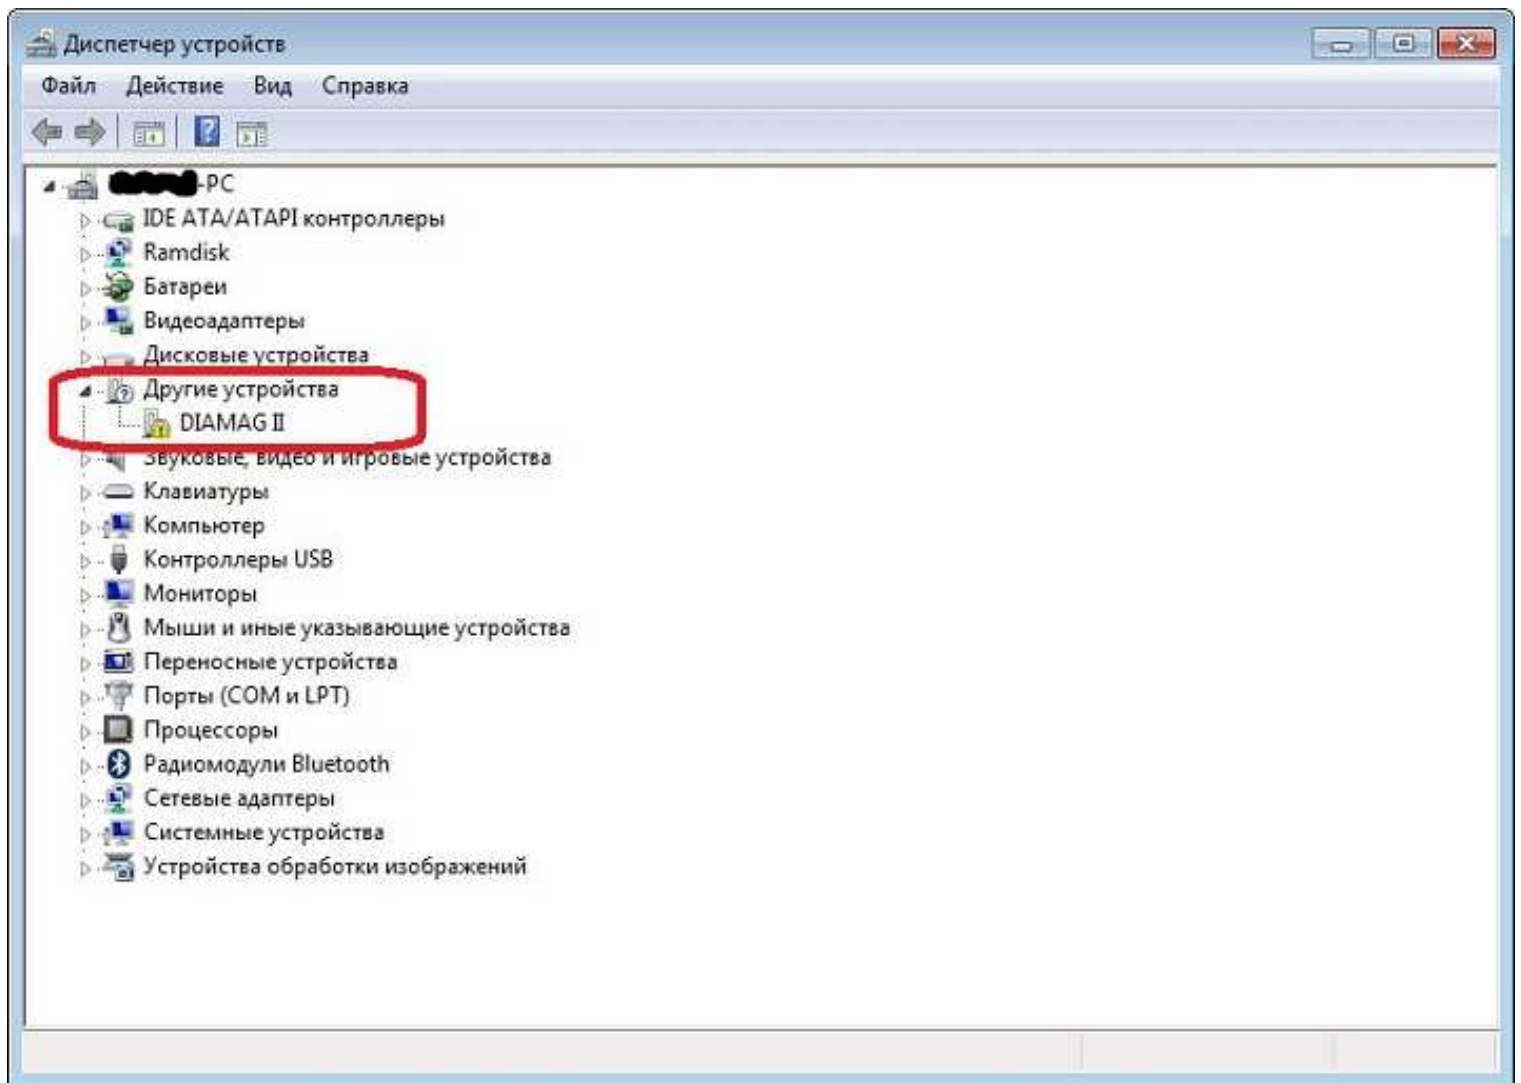 Диспетчер устройств
Файл Действие Вид Справка
-PC
IDE ATA/ATAPI контроллеры
Ramdisk
Батареи
Видеоадаптеры
Дисковые устройства
Другие устройства
DIAMAG II
Звуковые, видео и игровые устройства
Клавиатуры
Компьютер
Контроллеры USB
Мониторы
Мыши и иные указывающие устройства
Переносные устройства
Порты (COM и LPT)
Процессоры
Радиомодули Bluetooth
Сетевые адаптеры
Системные устройства
Устройства обработки изображений